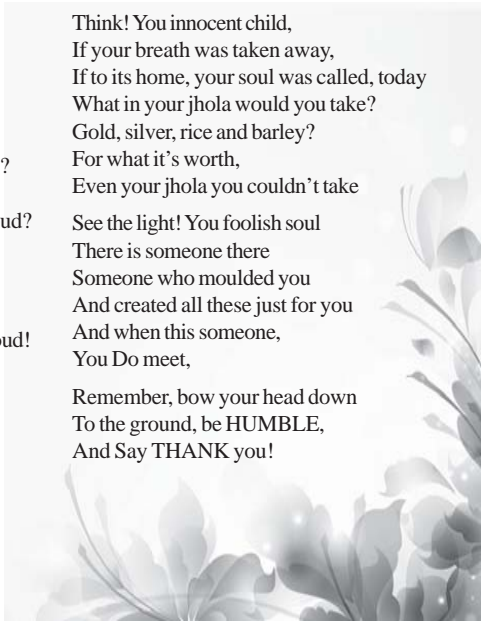 Think! You innocent child,
If your breath was taken away,
If to its home, your soul was called, today
What in your jhola would you take?
Gold, silver, rice and barley?
For what it's worth,
Even your jhola you couldn't take
See the light! You foolish soul
There is someone there
Someone who moulded you
And created all these just for you
And when this someone,
You Do meet,
Remember, bow your head down
To the ground, be HUMBLE,
And Say THANK you!